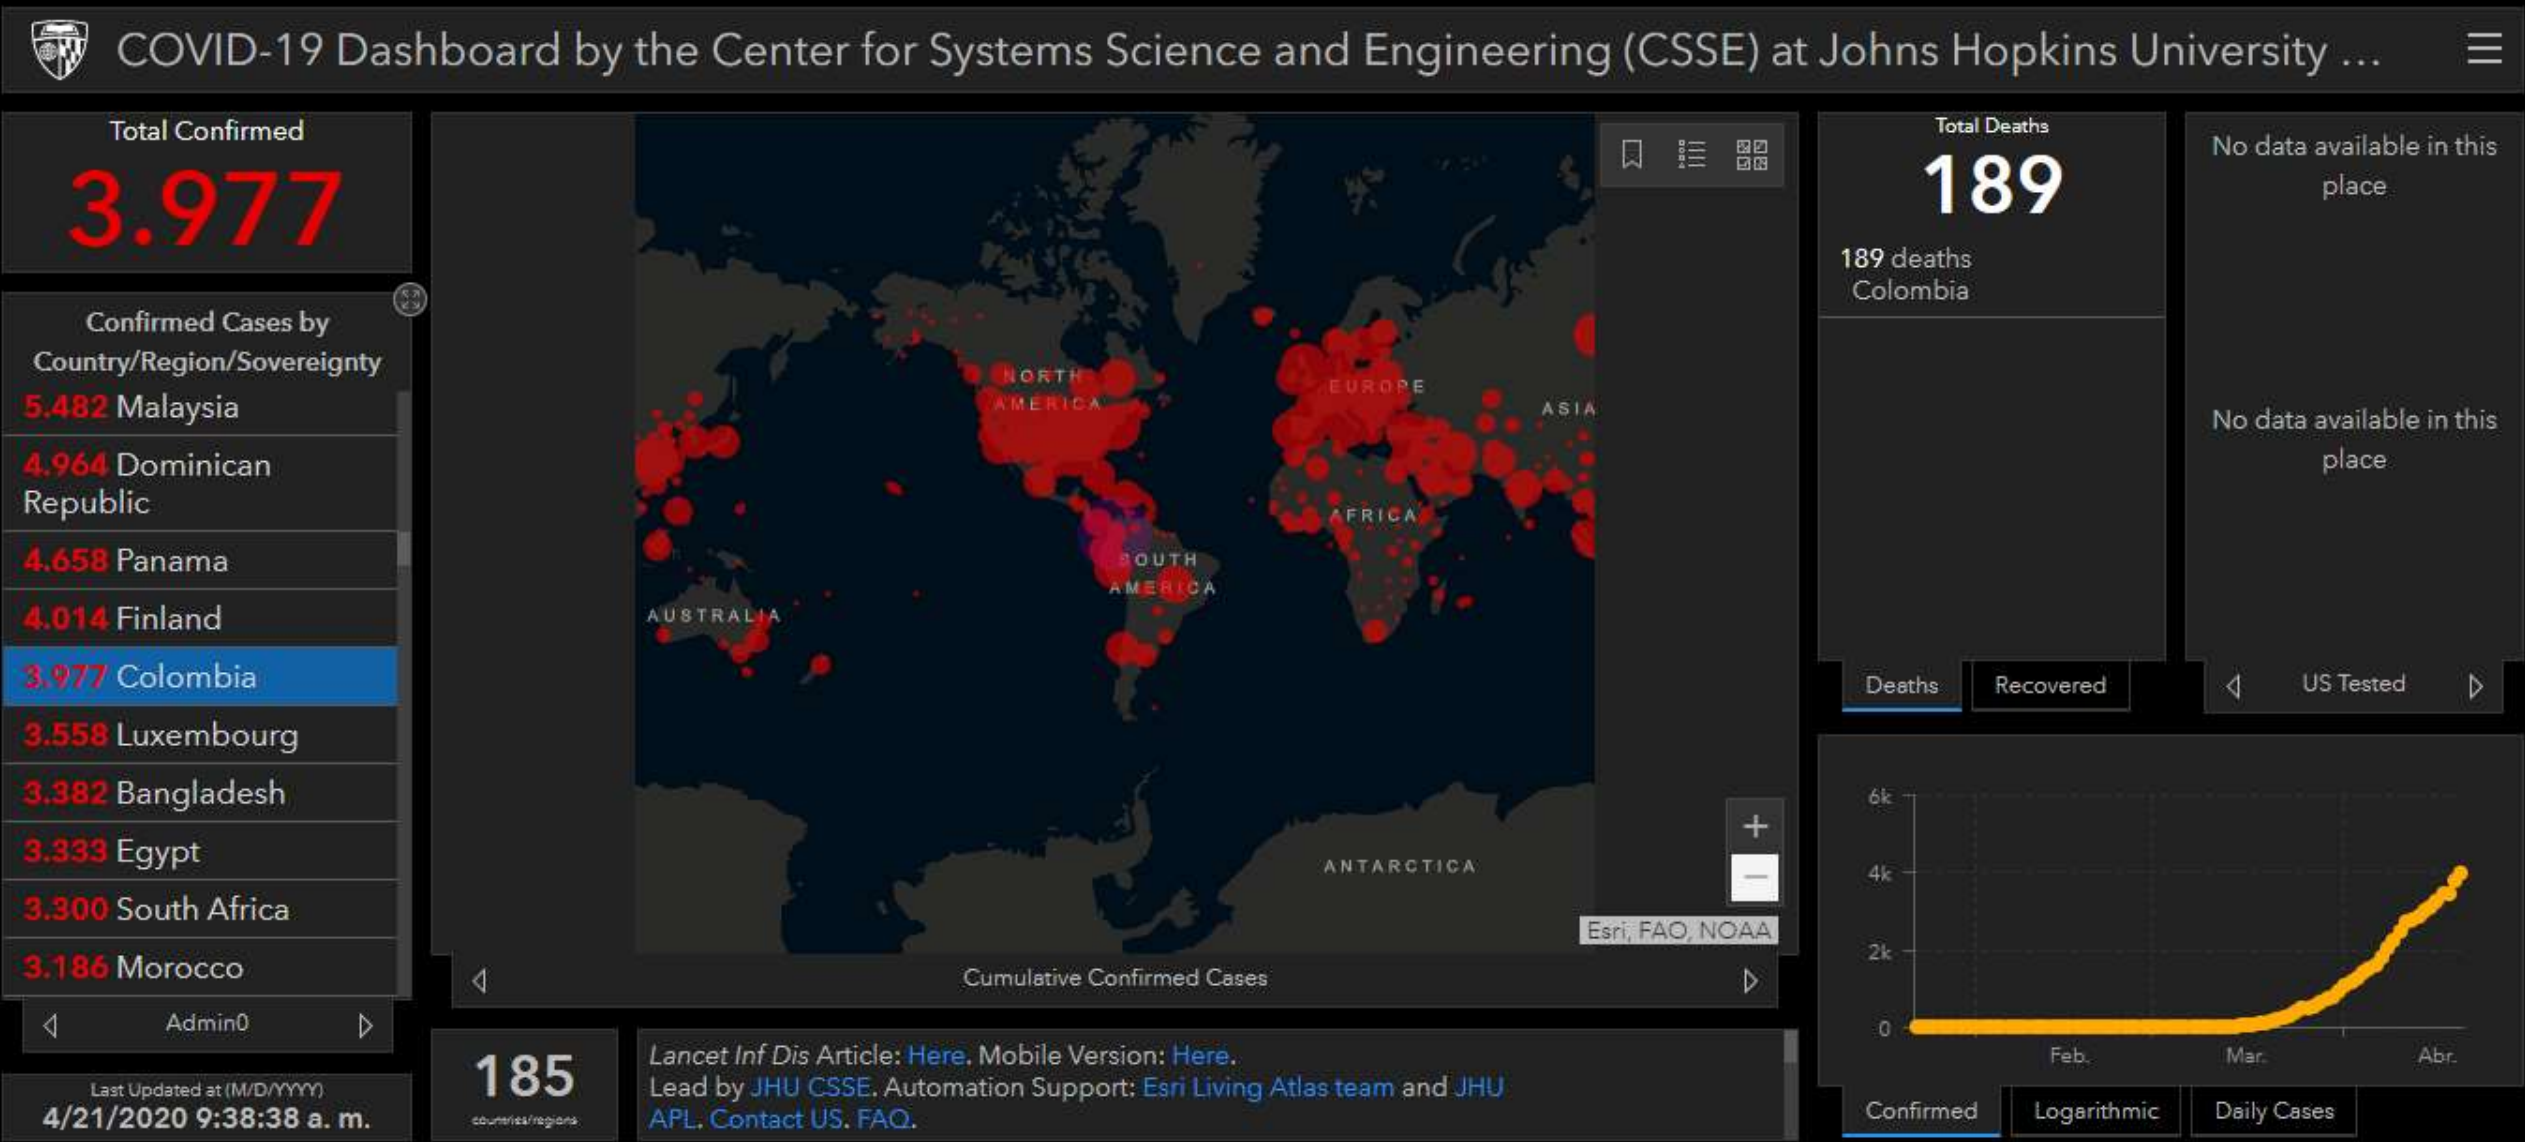 COVID-19 Dashboard by the Center for Systems Science and Engineering (CSSE) at Johns Hopkins University ...
Total Confirmed
3.977
Confirmed Cases by
Country/Region/Sovereignty
5.482 Malaysia
4.964 Dominican
Republic
4.658 Panama
4.014 Finland
3.977 Colombia
3.558 Luxembourg
3.382 Bangladesh
3.333 Egypt
3.300 South Africa
3.186 Morocco
Admin0
Last Updated at (M/D/YYYY)
4/21/2020 9:38:38 a. m.
NORTH
AMERICA
EUROPE
ASIA
AFRICA
SOUTH
AMERICA
AUSTRALIA
ANTARCTICA
Esri, FAO, NOAA
Cumulative Confirmed Cases
185
countries/regions
Lancet Inf Dis Article: Here. Mobile Version: Here.
Lead by JHU CSSE. Automation Support: Esri Living Atlas team and JHU
APL. Contact US. FAQ.
Total Deaths
189
189 deaths
Colombia
Deaths
Recovered
No data available in this
place
No data available in this
place
US Tested
6k
4k
2k
0
Feb.
Mar.
Abr.
Confirmed
Logarithmic
Daily Cases